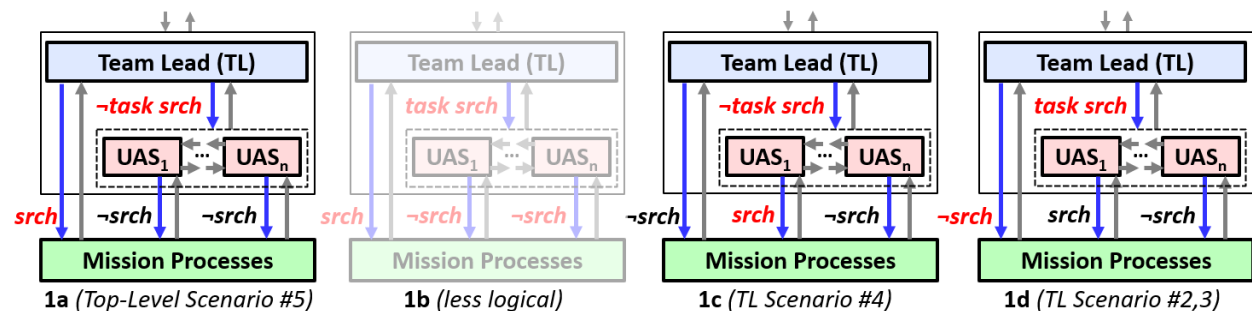 Team Lead (TL)
¬task srch
UAS1 ... UASn
srch ¬srch ¬srch
Mission Processes
1a (Top-Level Scenario #5)
Team Lead (TL)
task srch
UAS1 ... UASn
srch ¬srch ¬srch
Mission Processes
1b (less logical)
Team Lead (TL)
¬task srch
UAS1 ... UASn
¬srch srch ¬srch
Mission Processes
1c (TL Scenario #4)
Team Lead (TL)
task srch
UAS1 ... UASn
¬srch srch ¬srch
Mission Processes
1d (TL Scenario #2,3)